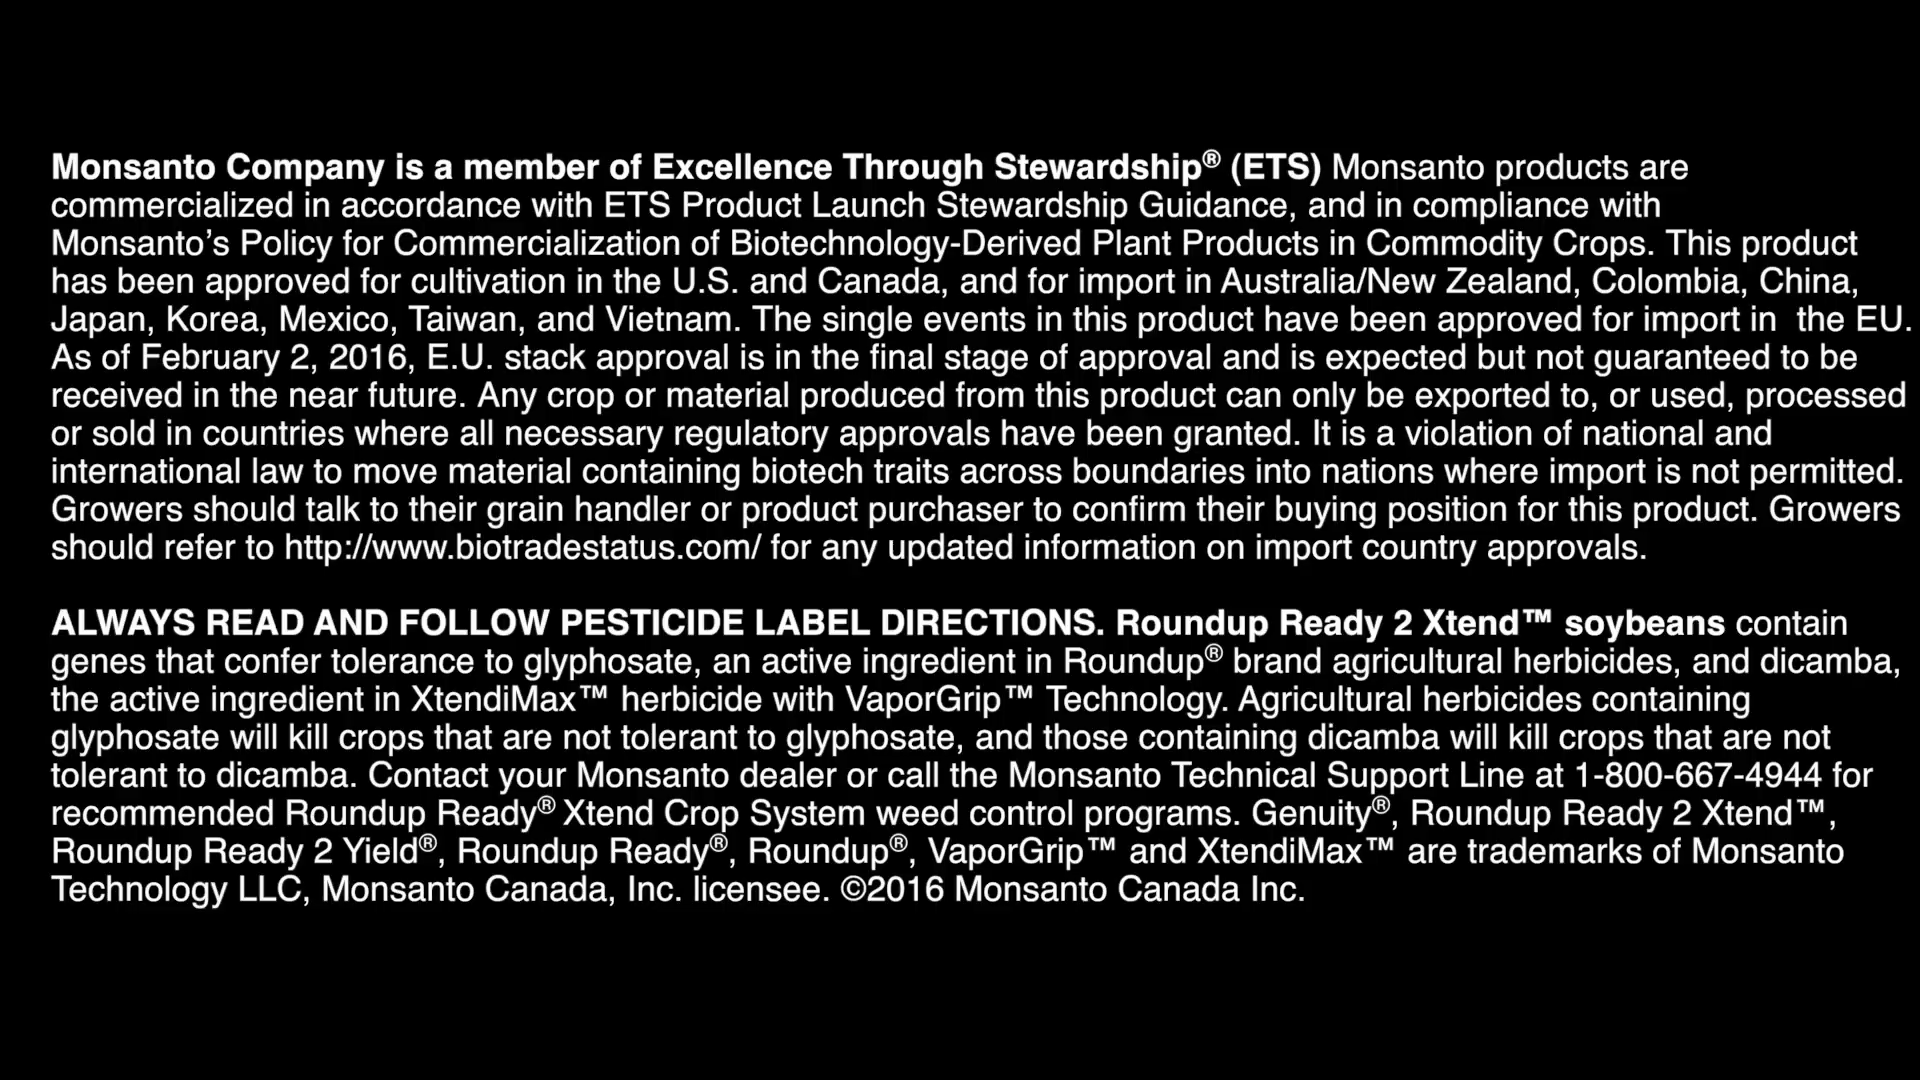 Monsanto Company is a member of Excellence Through Stewardship® (ETS) Monsanto products are
commercialized in accordance with ETS Product Launch Stewardship Guidance, and in compliance with
Monsanto’s Policy for Commercialization of Biotechnology-Derived Plant Products in Commodity Crops. This product
has been approved for cultivation in the U.S. and Canada, and for import in Australia/New Zealand, Colombia, China,
Japan, Korea, Mexico, Taiwan, and Vietnam. The single events in this product have been approved for import in  the EU.
As of February 2, 2016, E.U. stack approval is in the final stage of approval and is expected but not guaranteed to be
received in the near future. Any crop or material produced from this product can only be exported to, or used, processed
or sold in countries where all necessary regulatory approvals have been granted. It is a violation of national and
international law to move material containing biotech traits across boundaries into nations where import is not permitted.
Growers should talk to their grain handler or product purchaser to confirm their buying position for this product. Growers
should refer to http://www.biotradestatus.com/ for any updated information on import country approvals.
ALWAYS READ AND FOLLOW PESTICIDE LABEL DIRECTIONS. Roundup Ready 2 Xtend™ soybeans contain
genes that confer tolerance to glyphosate, an active ingredient in Roundup® brand agricultural herbicides, and dicamba,
the active ingredient in XtendiMax™ herbicide with VaporGrip™ Technology. Agricultural herbicides containing
glyphosate will kill crops that are not tolerant to glyphosate, and those containing dicamba will kill crops that are not
tolerant to dicamba. Contact your Monsanto dealer or call the Monsanto Technical Support Line at 1-800-667-4944 for
recommended Roundup Ready® Xtend Crop System weed control programs. Genuity®, Roundup Ready 2 Xtend™,
Roundup Ready 2 Yield®, Roundup Ready®, Roundup®, VaporGrip™ and XtendiMax™ are trademarks of Monsanto
Technology LLC, Monsanto Canada, Inc. licensee. ©2016 Monsanto Canada Inc.